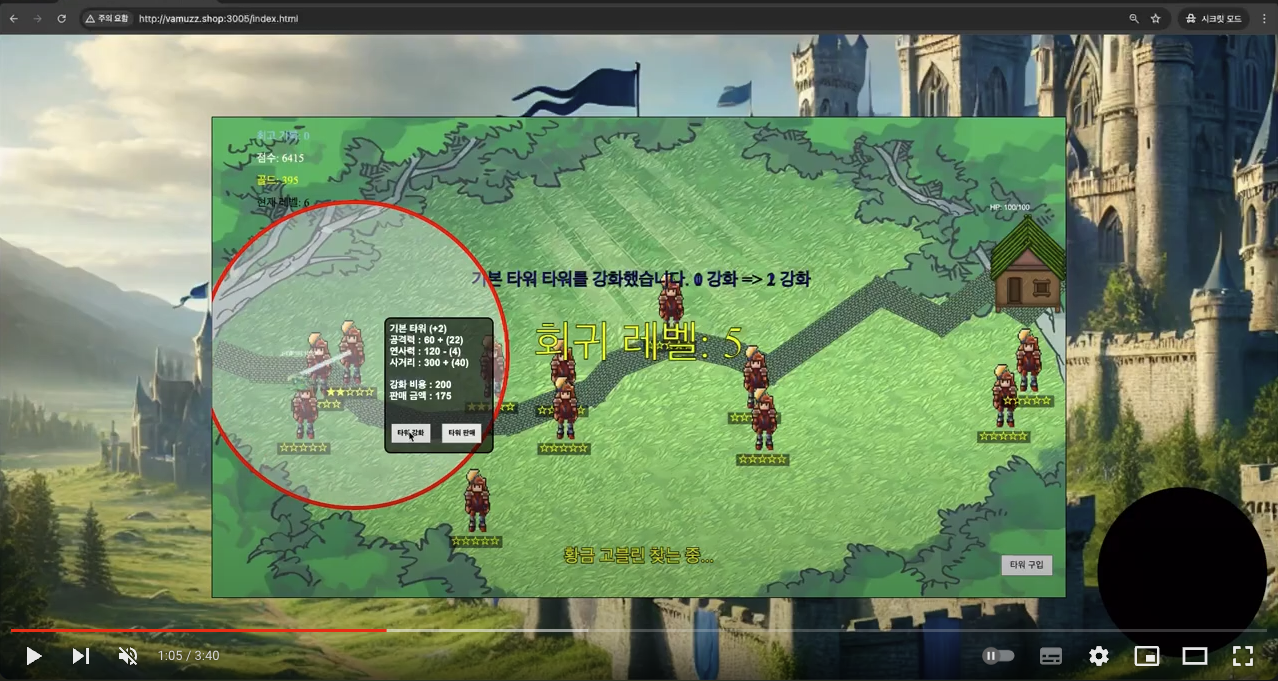 주의 요함
http://vamuzz.shop:3005/index.html
시크릿 모드
최고 기록: 0
점수: 6415
골드: 395
현재 레벨: 6
HP: 100/100
기본 타워 타워를 강화했습니다. 0 강화 => 2 강화
회귀 레벨: 5
기본 타워 (+2)
공격력 : 60 + (22)
연사력 : 120 - (4)
사거리 : 300 + (40)
강화 비용 : 200
판매 금액 : 175
타워 강화
타워 판매
황금 고블린 찾는 중...
타워 구입
1:05 / 3:40